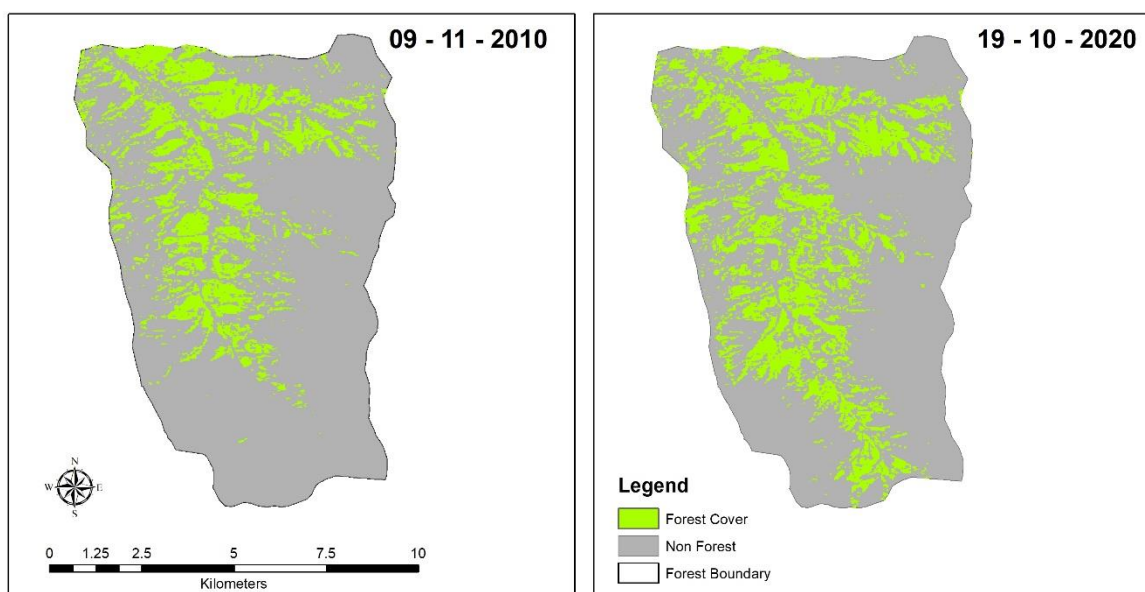 09 - 11 - 2010
19 - 10 - 2020
N
W E
S
0 1.25 2.5 5 7.5 10
Kilometers
Legend
Forest Cover
Non Forest
Forest Boundary